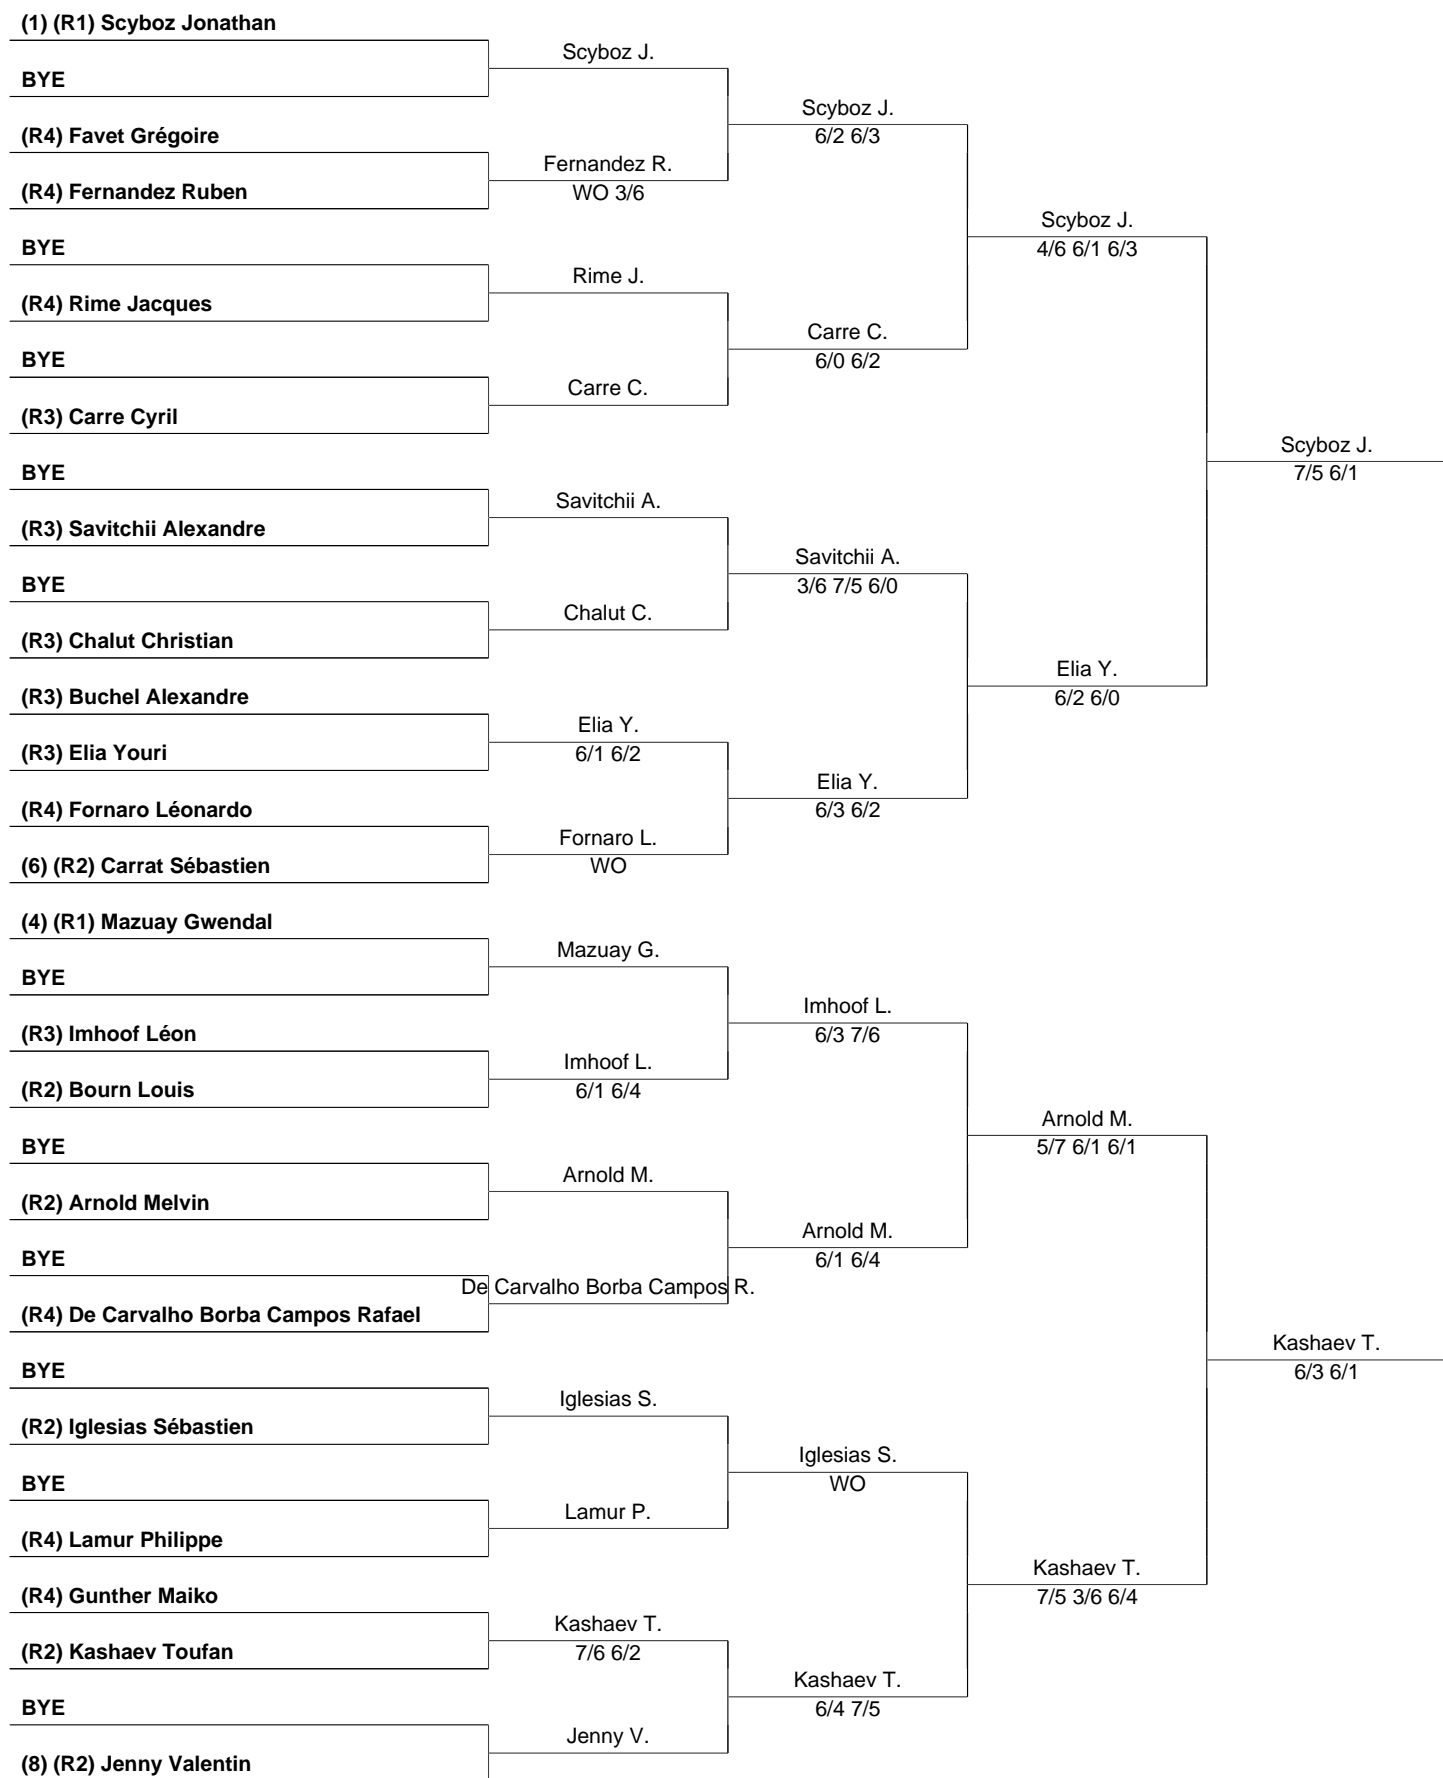 (1) (R1) Scyboz Jonathan
BYE
(R4) Favet Grégoire
(R4) Fernandez Ruben
BYE
(R4) Rime Jacques
BYE
(R3) Carre Cyril
BYE
(R3) Savitchii Alexandre
BYE
(R3) Chalut Christian
(R3) Buchel Alexandre
(R3) Elia Youri
(R4) Fornaro Léonardo
(6) (R2) Carrat Sébastien
(4) (R1) Mazuay Gwendal
BYE
(R3) Imhoof Léon
(R2) Bourn Louis
BYE
(R2) Arnold Melvin
BYE
(R4) De Carvalho Borba Campos Rafael
BYE
(R2) Iglesias Sébastien
BYE
(R4) Lamur Philippe
(R4) Gunther Maiko
(R2) Kashaev Toufan
BYE
(8) (R2) Jenny Valentin
Scyboz J.
Fernandez R.
WO 3/6
Rime J.
Carre C.
Savitchii A.
Chalut C.
Elia Y.
6/1 6/2
Fornaro L.
WO
Mazuay G.
Imhoof L.
6/1 6/4
Arnold M.
De Carvalho Borba Campos R.
Iglesias S.
Lamur P.
Kashaev T.
7/6 6/2
Jenny V.
Scyboz J.
6/2 6/3
Carre C.
6/0 6/2
Savitchii A.
3/6 7/5 6/0
Elia Y.
6/3 6/2
Imhoof L.
6/3 7/6
Arnold M.
6/1 6/4
Iglesias S.
WO
Kashaev T.
6/4 7/5
Scyboz J.
4/6 6/1 6/3
Elia Y.
6/2 6/0
Arnold M.
5/7 6/1 6/1
Kashaev T.
7/5 3/6 6/4
Scyboz J.
7/5 6/1
Kashaev T.
6/3 6/1